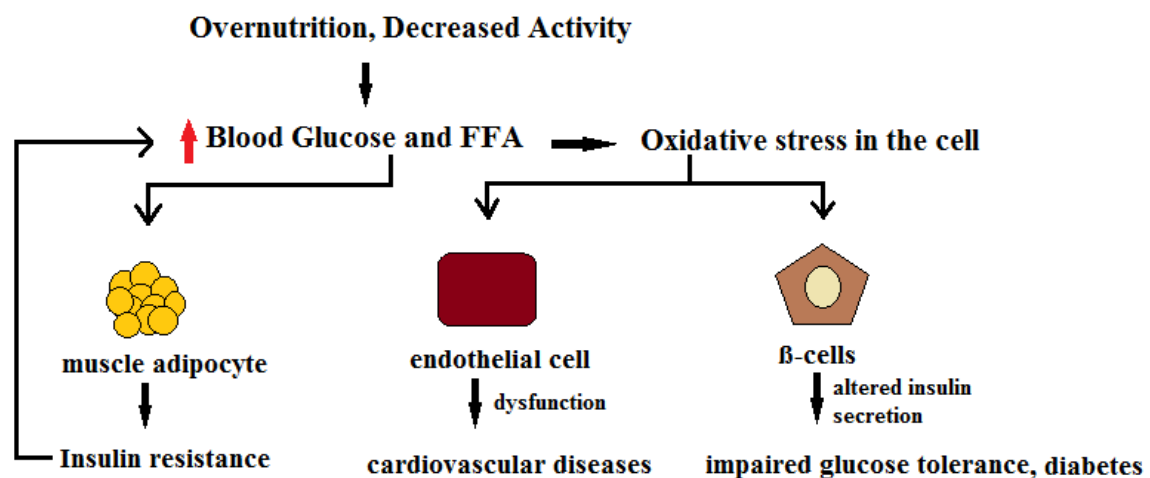 Overnutrition, Decreased Activity
Blood Glucose and FFA
Oxidative stress in the cell
muscle adipocyte
endothelial cell
ß-cells
dysfunction
altered insulin
secretion
Insulin resistance
cardiovascular diseases
impaired glucose tolerance, diabetes